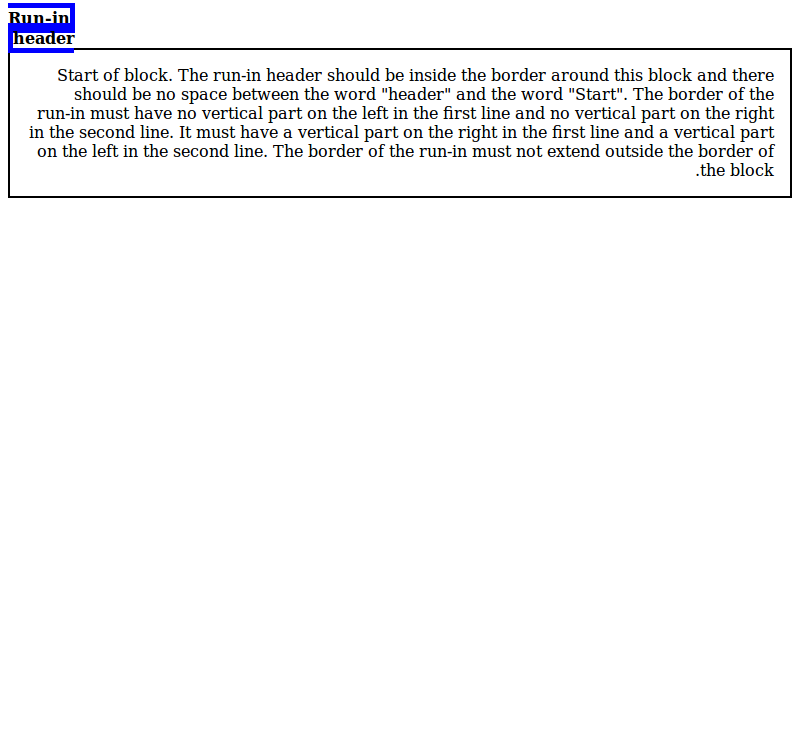 Run-in
header
Start of block. The run-in header should be inside the border around this block and there
should be no space between the word "header" and the word "Start". The border of the
run-in must have no vertical part on the left in the first line and no vertical part on the right
in the second line. It must have a vertical part on the right in the first line and a vertical part
on the left in the second line. The border of the run-in must not extend outside the border of
.the block